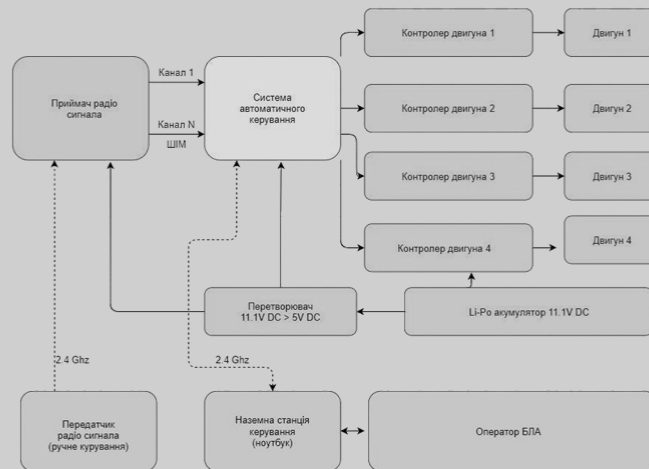 Контролер двигуна 1
Двигун 1
Канал 1
Приймач радіо
сигнала
Система
автоматичного
керування
Контролер двигуна 2
Двигун 2
Канал N
ШІМ
Контролер двигуна 3
Двигун 3
Контролер двигуна 4
Двигун 4
Перетворювач
11.1V DC > 5V DC
Li-Po акумулятор 11.1V DC
2.4 Ghz
2.4 Ghz
Передатчик
радіо сигнала
(ручне курування)
Наземна станція
керування
(ноутбук)
Оператор БЛА